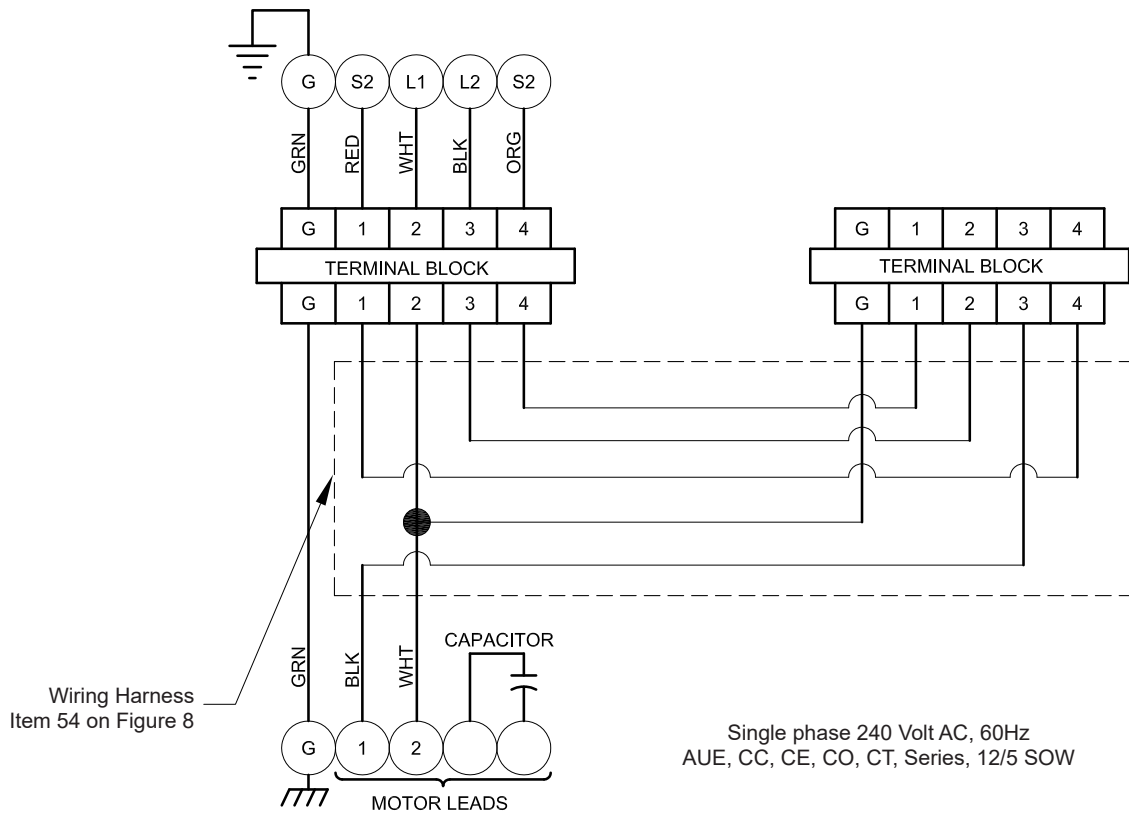 G S2 L1 L2 S2
GRN RED WHT BLK ORG
G 1 2 3 4
TERMINAL BLOCK
G 1 2 3 4
G 1 2 3 4
TERMINAL BLOCK
G 1 2 3 4
Wiring Harness
Item 54 on Figure 8
GRN BLK WHT
CAPACITOR
G 1 2
MOTOR LEADS
Single phase 240 Volt AC, 60Hz
AUE, CC, CE, CO, CT, Series, 12/5 SOW